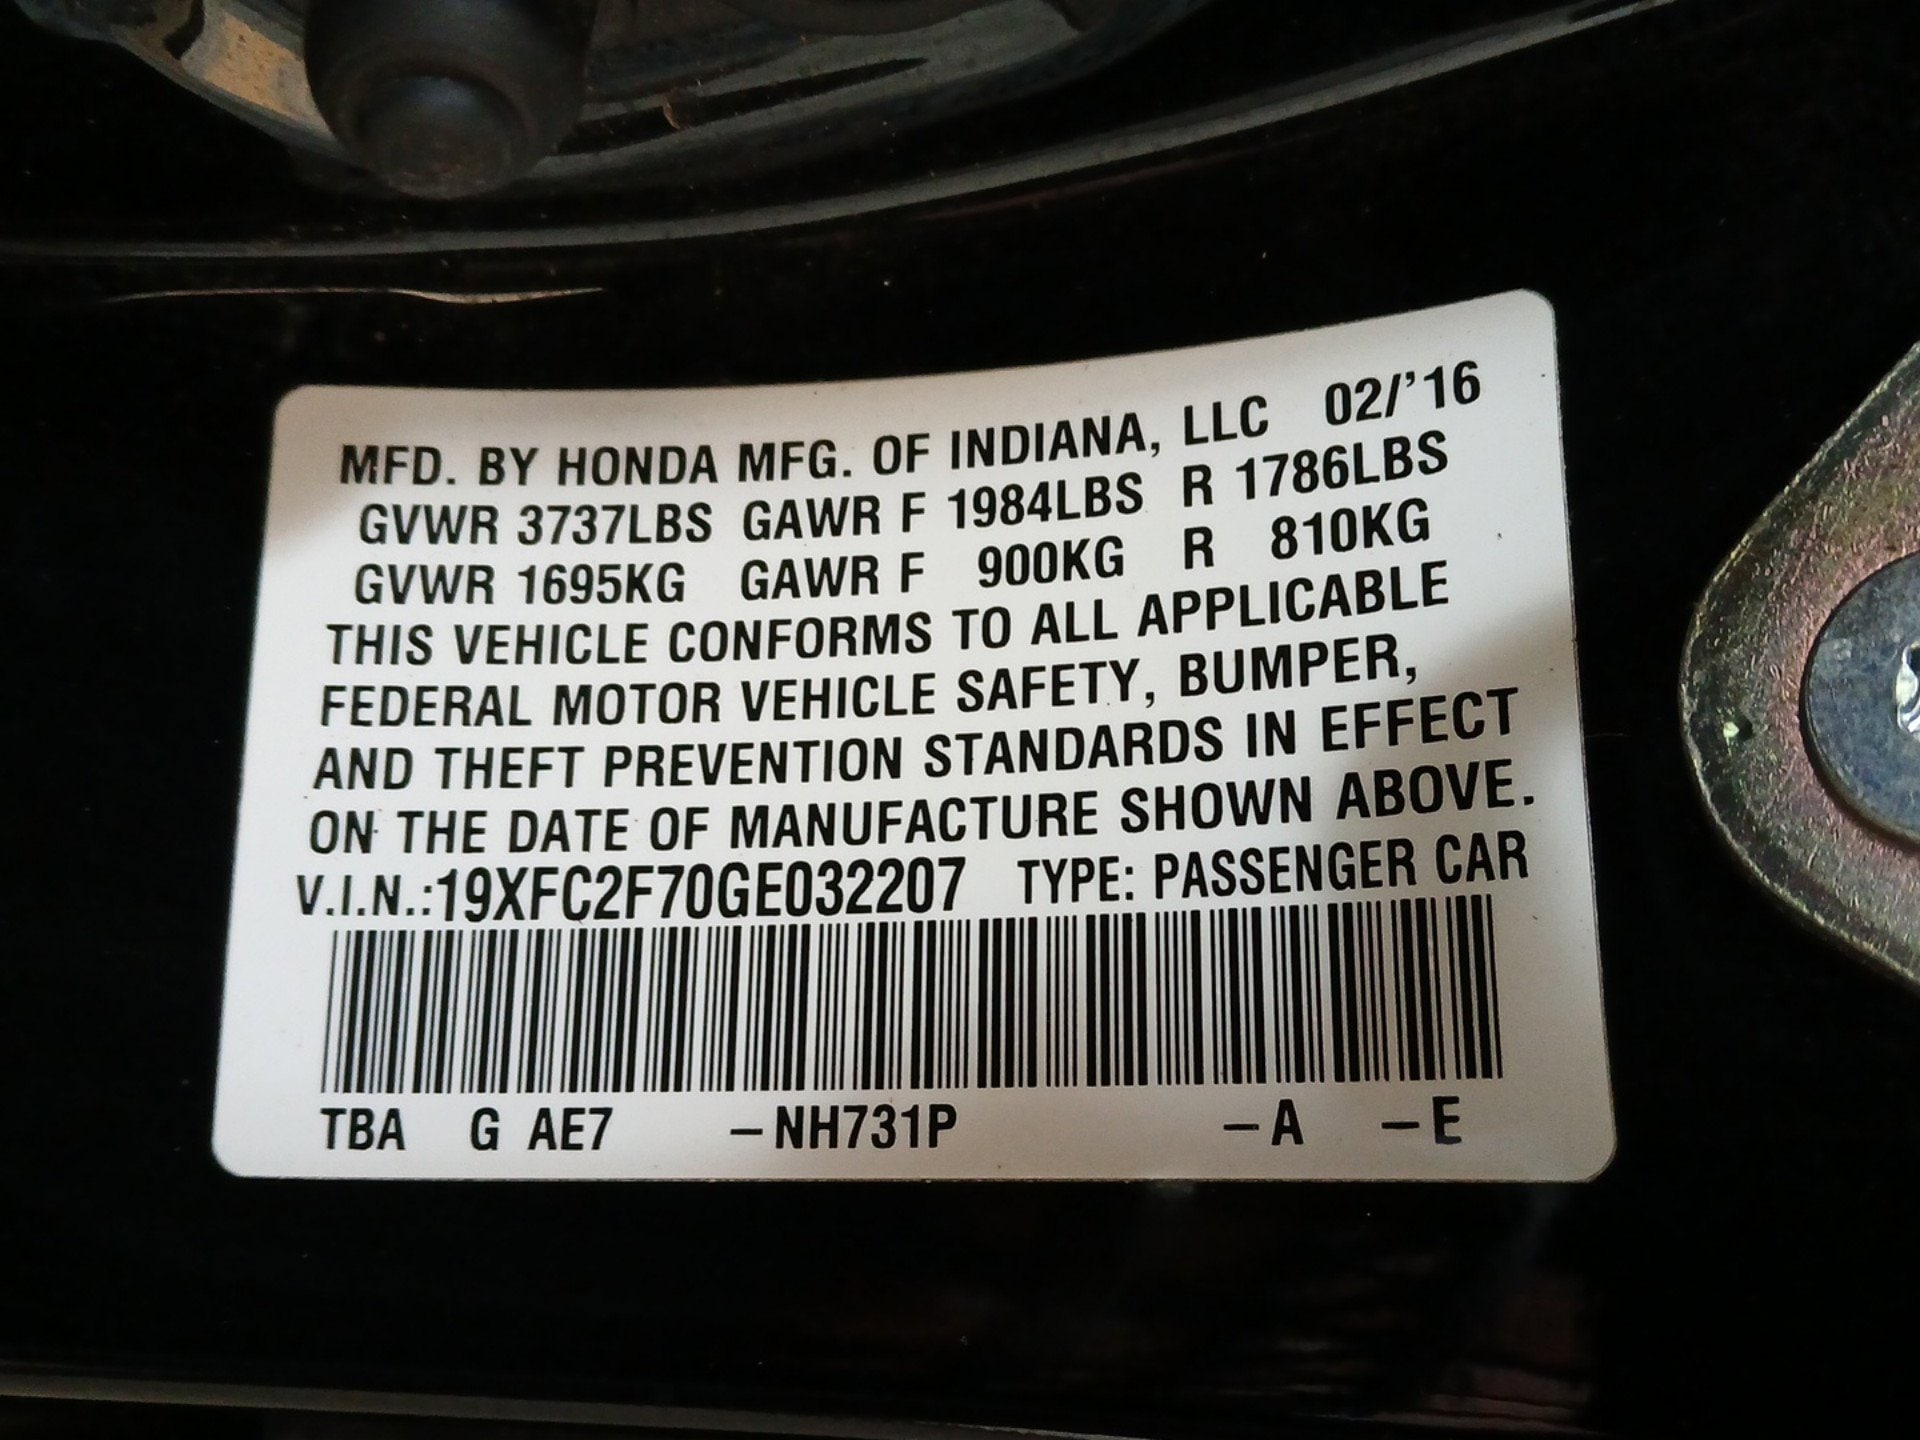 MFD. BY HONDA MFG. OF INDIANA, LLC 02/'16
GVWR 3737LBS GAWR F 1984LBS R 1786LBS
GVWR 1695KG GAWR F 900KG R 810KG
THIS VEHICLE CONFORMS TO ALL APPLICABLE
FEDERAL MOTOR VEHICLE SAFETY, BUMPER,
AND THEFT PREVENTION STANDARDS IN EFFECT
ON THE DATE OF MANUFACTURE SHOWN ABOVE.
V.I.N.:19XFC2F70GE032207 TYPE: PASSENGER CAR
TBA G AE7 –NH731P –A –E